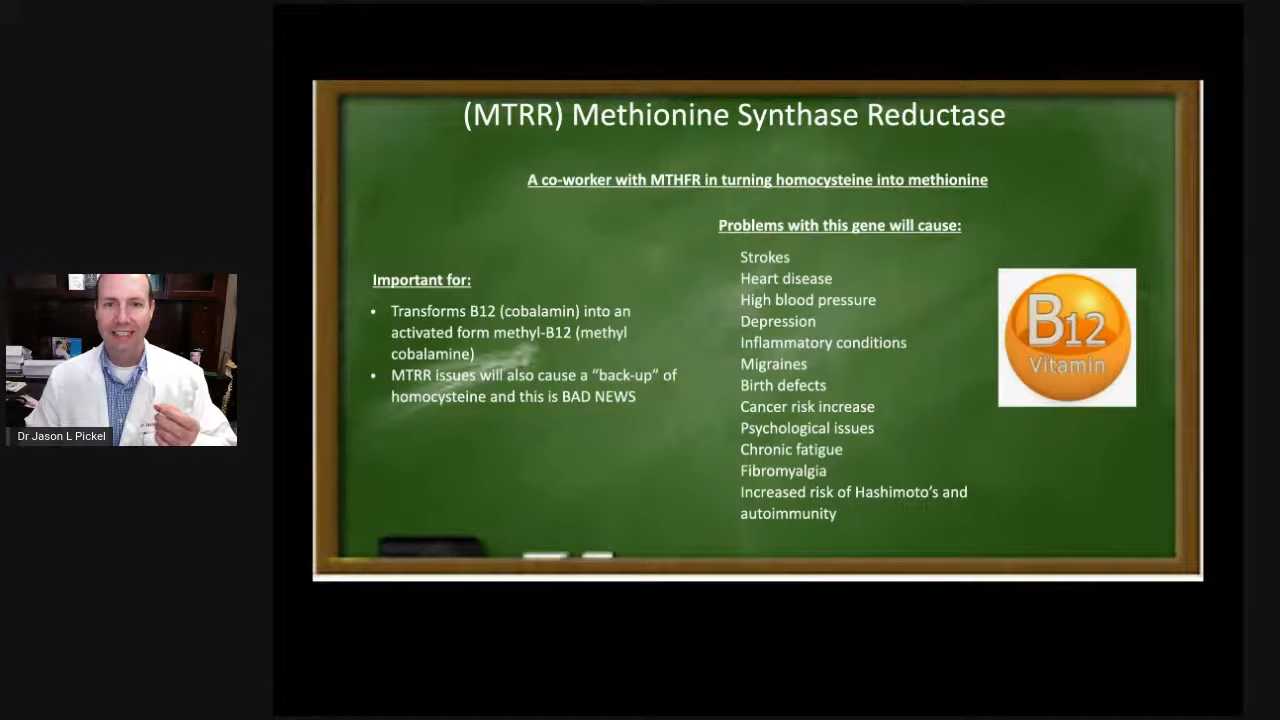 (MTRR) Methionine Synthase Reductase
A co-worker with MTHFR in turning homocysteine into methionine
Important for:
• Transforms B12 (cobalamin) into an
activated form methyl-B12 (methyl
cobalamine)
• MTRR issues will also cause a “back-up” of
homocysteine and this is BAD NEWS
Problems with this gene will cause:
Strokes
Heart disease
High blood pressure
Depression
Inflammatory conditions
Migraines
Birth defects
Cancer risk increase
Psychological issues
Chronic fatigue
Fibromyalgia
Increased risk of Hashimoto’s and
autoimmunity
B12
Vitamin
Dr Jason L Pickel